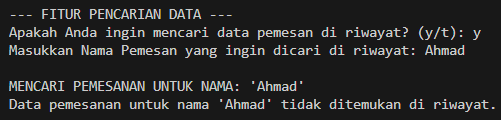 --- FITUR PENCARIAN DATA ---
Apakah Anda ingin mencari data pemesan di riwayat? (y/t): y
Masukkan Nama Pemesan yang ingin dicari di riwayat: Ahmad
MENCARI PEMESANAN UNTUK NAMA: 'Ahmad'
Data pemesanan untuk nama 'Ahmad' tidak ditemukan di riwayat.